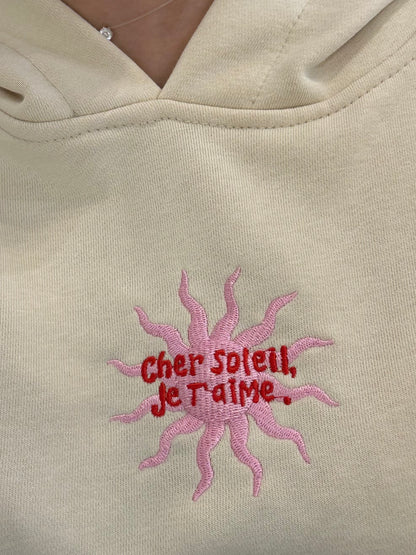 Cher soleil,
Je T'aime.